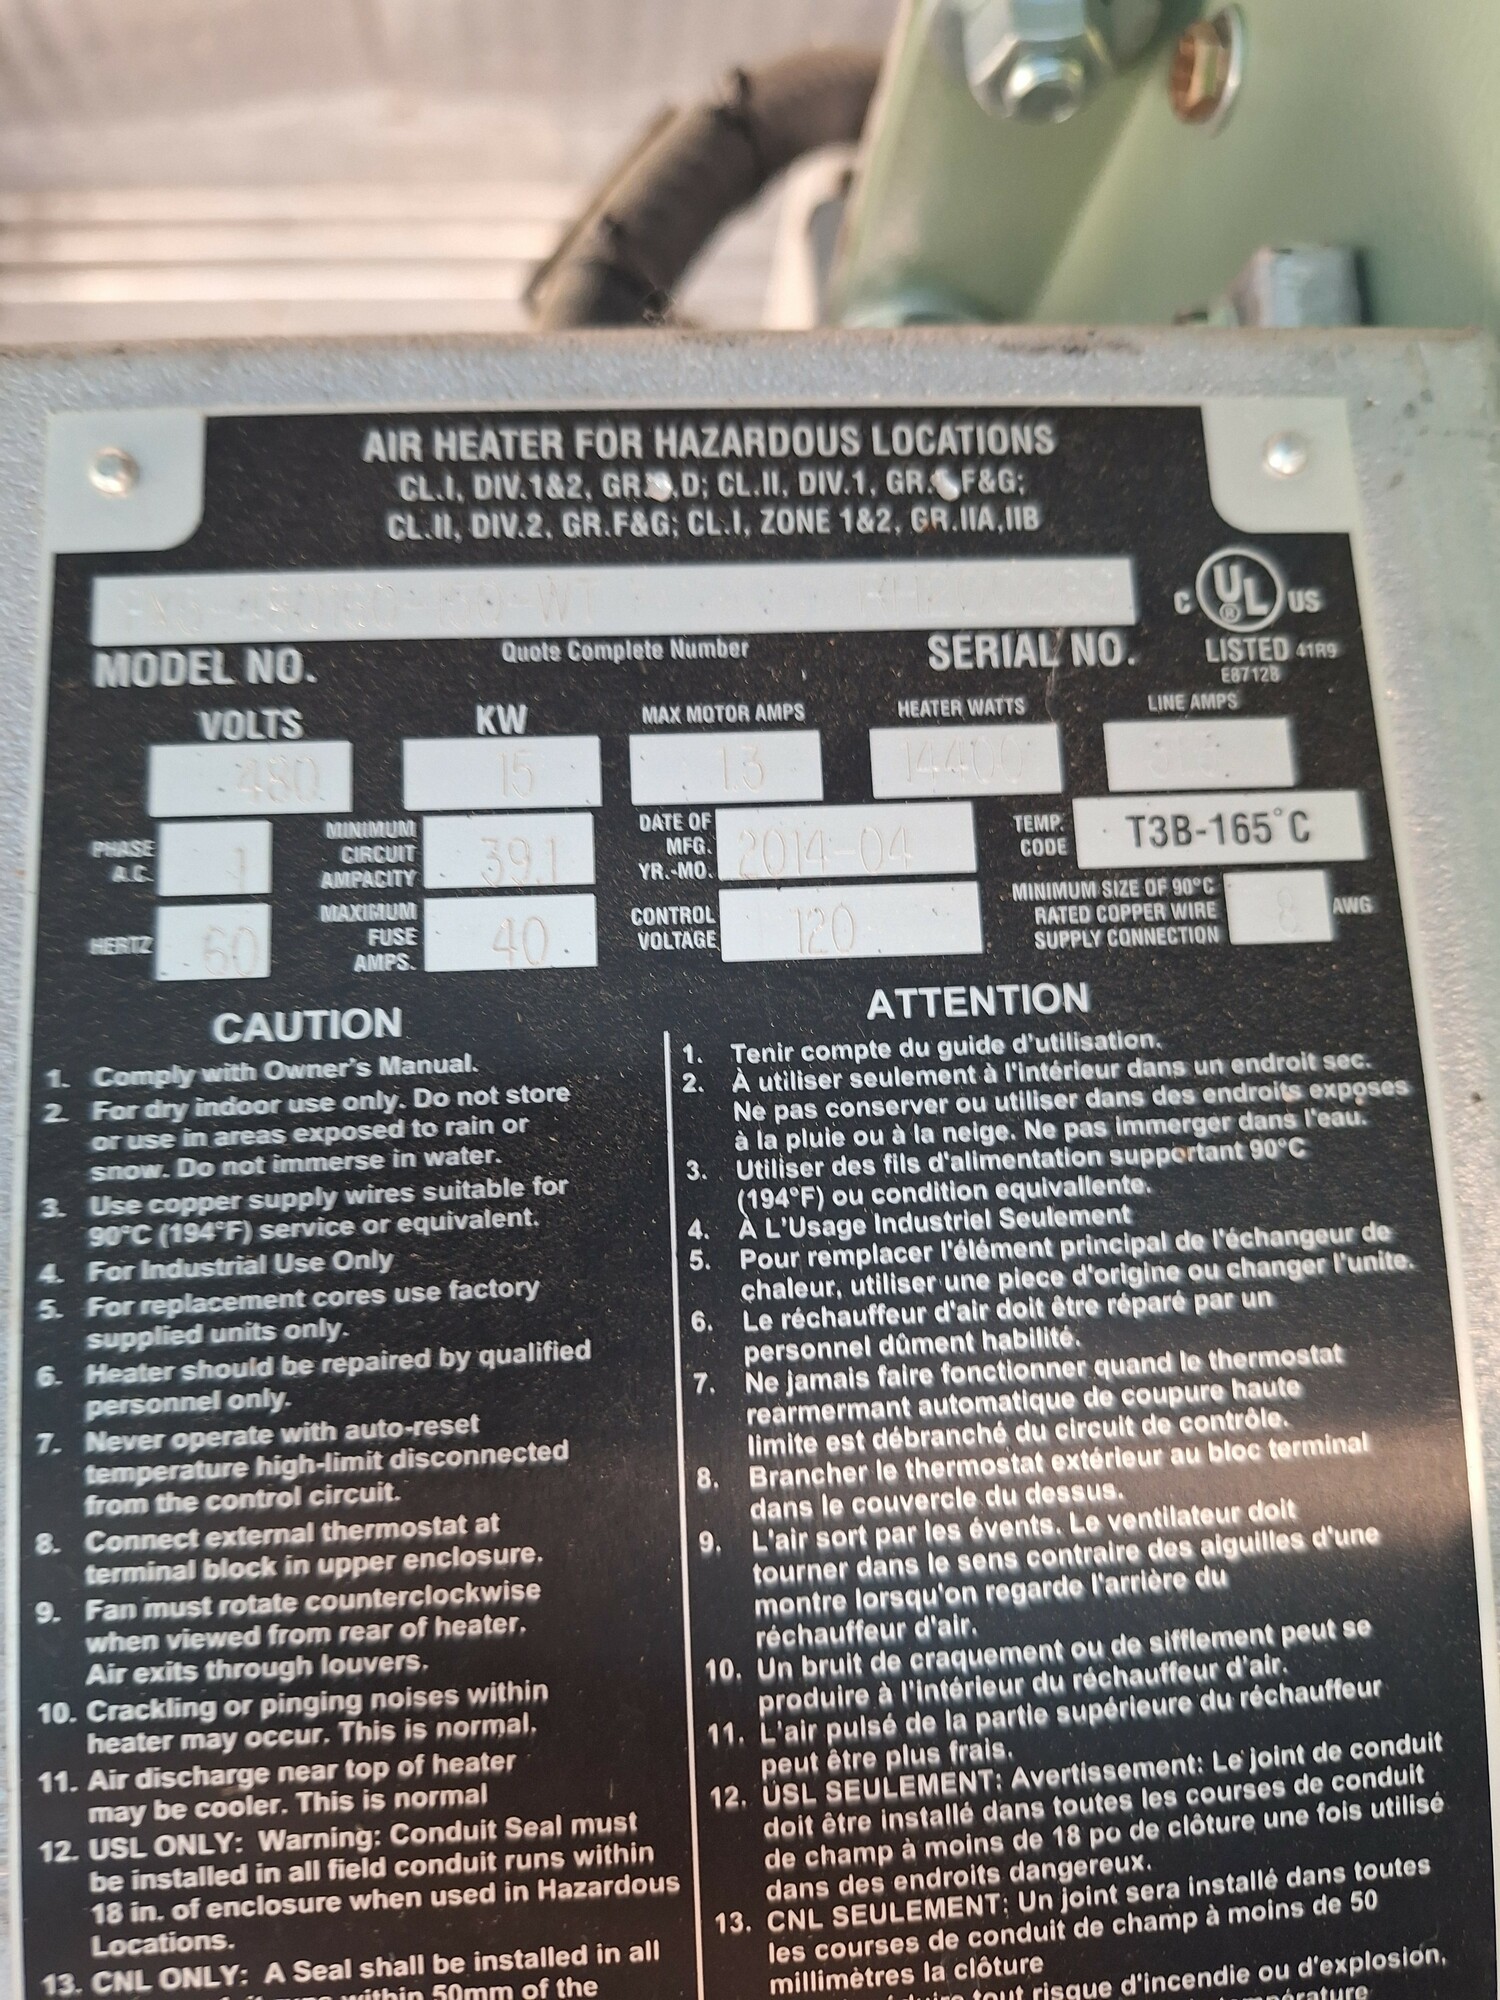 AIR HEATER FOR HAZARDOUS LOCATIONS
CL.I, DIV.1&2, GR. ,D; CL.II, DIV.1, GR. F&G;
CL.II, DIV.2, GR.F&G; CL.I, ZONE 1&2, GR.IIA,IIB
C UL ® US
MODEL NO. Quote Complete Number SERIAL NO.
LISTED 41R9
E87128
VOLTS KW MAX MOTOR AMPS HEATER WATTS LINE AMPS
480 15 1.3 14400
PHASE A.C. 1
MINIMUM CIRCUIT AMPACITY 39.1
DATE OF MFG. YR.-MO. 2014-04
TEMP. CODE T3B-165°C
HERTZ 60
MAXIMUM FUSE AMPS. 40
CONTROL VOLTAGE 120
MINIMUM SIZE OF 90°C RATED COPPER WIRE SUPPLY CONNECTION 8 AWG
CAUTION
1. Comply with Owner's Manual.
2. For dry indoor use only. Do not store
or use in areas exposed to rain or
snow. Do not immerse in water.
3. Use copper supply wires suitable for
90°C (194°F) service or equivalent.
4. For Industrial Use Only
5. For replacement cores use factory
supplied units only.
6. Heater should be repaired by qualified
personnel only.
7. Never operate with auto-reset
temperature high-limit disconnected
from the control circuit.
8. Connect external thermostat at
terminal block in upper enclosure.
9. Fan must rotate counterclockwise
when viewed from rear of heater.
Air exits through louvers.
10. Crackling or pinging noises within
heater may occur. This is normal.
11. Air discharge near top of heater
may be cooler. This is normal
12. USL ONLY: Warning: Conduit Seal must
be installed in all field conduit runs within
18 in. of enclosure when used in Hazardous
Locations.
13. CNL ONLY: A Seal shall be installed in all
within 50mm of the
ATTENTION
1. Tenir compte du guide d'utilisation.
2. À utiliser seulement à l'intérieur dans un endroit sec.
Ne pas conserver ou utiliser dans des endroits exposes
à la pluie ou à la neige. Ne pas immerger dans l'eau.
3. Utiliser des fils d'alimentation supportant 90°C
(194°F) ou condition equivallente.
4. À L'Usage Industriel Seulement
5. Pour remplacer l'élément principal de l'échangeur de
chaleur, utiliser une piece d'origine ou changer l'unite.
6. Le réchauffeur d'air doit être réparé par un
personnel dûment habilité.
7. Ne jamais faire fonctionner quand le thermostat
rearmermant automatique de coupure haute
limite est débranché du circuit de contrôle.
8. Brancher le thermostat extérieur au bloc terminal
dans le couvercle du dessus.
9. L'air sort par les évents. Le ventilateur doit
tourner dans le sens contraire des aiguilles d'une
montre lorsqu'on regarde l'arrière du
réchauffeur d'air.
10. Un bruit de craquement ou de sifflement peut se
produire à l'intérieur du réchauffeur d'air.
11. L'air pulsé de la partie supérieure du réchauffeur
peut être plus frais.
12. USL SEULEMENT: Avertissement: Le joint de conduit
doit être installé dans toutes les courses de conduit
de champ à moins de 18 po de clôture une fois utilisé
dans des endroits dangereux.
13. CNL SEULEMENT: Un joint sera installé dans toutes
les courses de conduit de champ à moins de 50
millimètres la clôture
tout risque d'incendie ou d'explosion,